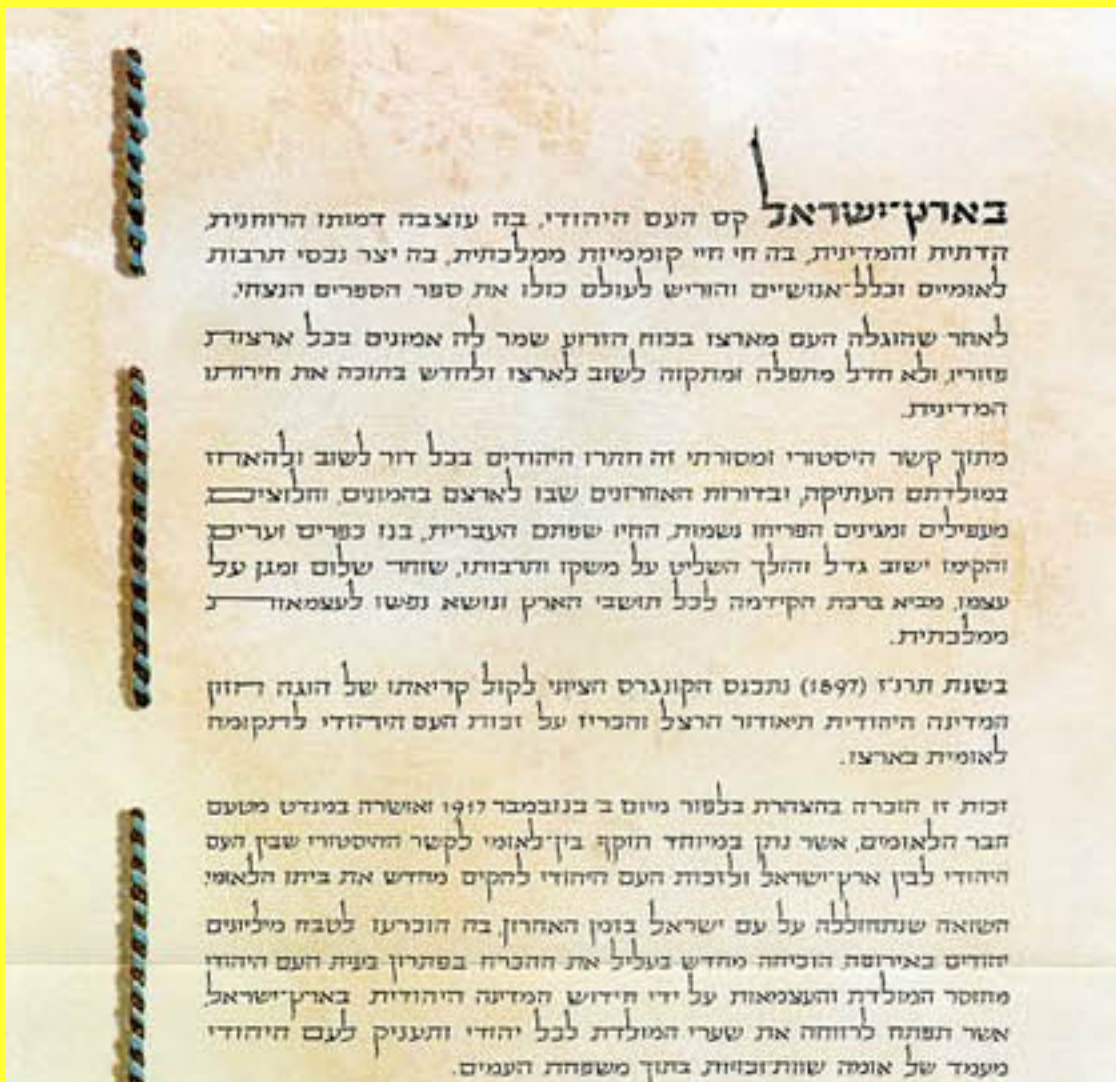 בארץ־ישראל קם העם היהודי, בה עוצבה דמותו הרוחנית,
הדתית והמדינית, בה חי חיי קוממיות ממלכתית, בה יצר נכסי תרבות
לאומיים וכלל־אנושיים והוריש לעולם כולו את ספר הספרים הנצחי.
לאחר שהוגלה העם מארצו בכוח הזרוע שמר לה אמונים בכל ארצות
פזוריו, ולא חדל מתפלה ומתקוה לשוב לארצו ולחדש בתוכה את חירותו
המדינית.
מתוך קשר היסטורי ומסורתי זה חתרו היהודים בכל דור לשוב ולהאחז
במולדתם העתיקה, ובדורות האחרונים שבו לארצם בהמונים, וחלוצים,
מעפילים ומגינים הפריחו נשמות, החיו שפתם העברית, בנו כפרים וערים,
והקימו ישוב גדל והולך השליט על משקו ותרבותו, שוחר שלום ומגן על
עצמו, מביא ברכת הקידמה לכל תושבי הארץ ונושא נפשו לעצמאות
ממלכתית.
בשנת תרנ״ז (1897) נתכנס הקונגרס הציוני לקול קריאתו של הוגה חזון
המדינה היהודית תיאודור הרצל והכריז על זכות העם היהודי לתקומה
לאומית בארצו.
זכות זו הוכרה בהצהרת בלפור מיום ב׳ בנובמבר 1917 ואושרה במנדט מטעם
חבר הלאומים, אשר נתן במיוחד תוקף בין־לאומי לקשר ההיסטורי שבין העם
היהודי לבין ארץ־ישראל ולזכות העם היהודי להקים מחדש את ביתו הלאומי.
השואה שנתחוללה על עם ישראל בזמן האחרון, בה הוכרעו לטבח מיליונים
יהודים באירופה, הוכיחה מחדש בעליל את ההכרח בפתרון בעית העם היהודי
מחוסר המולדת והעצמאות על ידי חידוש המדינה היהודית בארץ־ישראל,
אשר תפתח לרווחה את שערי המולדת לכל יהודי ותעניק לעם היהודי
מעמד של אומה שוות־זכויות בתוך משפחת העמים.